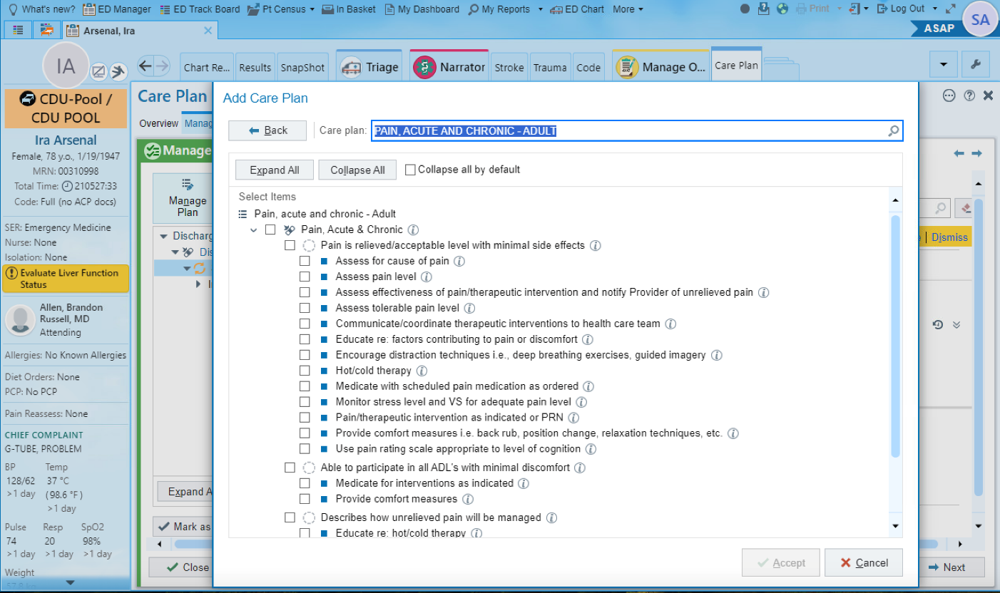 What's new? ED Manager ED Track Board Pt Census In Basket My Dashboard My Reports ED Chart More Print Log Out
SA
Arsenal, Ira ASAP
IA
Chart Re... Results SnapShot Triage Narrator Stroke Trauma Code Manage O... Care Plan
CDU-Pool /
CDU POOL
Ira Arsenal
Female, 78 y.o., 1/19/1947
MRN: 00310998
Total Time: 210527:33
Code: Full (no ACP docs)
SER: Emergency Medicine
Nurse: None
Isolation: None
Evaluate Liver Function
Status
Allen, Brandon
Russell, MD
Attending
Allergies: No Known Allergies
Diet Orders: None
PCP: No PCP
Pain Reassess: None
CHIEF COMPLAINT
G-TUBE, PROBLEM
BP Temp
128/62 37 °C
>1 day (98.6 °F)
>1 day
Pulse Resp SpO2
74 20 98%
>1 day >1 day >1 day
Weight
Care Plan
Overview Manag
Manage
Manage
Plan
Discharg
Dis
Expand A
Mark as
Close
Add Care Plan
Back Care plan: PAIN, ACUTE AND CHRONIC - ADULT
Expand All Collapse All Collapse all by default
Select Items
Pain, acute and chronic - Adult
Pain, Acute & Chronic
Pain is relieved/acceptable level with minimal side effects
Assess for cause of pain
Assess pain level
Assess effectiveness of pain/therapeutic intervention and notify Provider of unrelieved pain
Assess tolerable pain level
Communicate/coordinate therapeutic interventions to health care team
Educate re: factors contributing to pain or discomfort
Encourage distraction techniques i.e., deep breathing exercises, guided imagery
Hot/cold therapy
Medicate with scheduled pain medication as ordered
Monitor stress level and VS for adequate pain level
Pain/therapeutic intervention as indicated or PRN
Provide comfort measures i.e. back rub, position change, relaxation techniques, etc.
Use pain rating scale appropriate to level of cognition
Able to participate in all ADL's with minimal discomfort
Medicate for interventions as indicated
Provide comfort measures
Describes how unrelieved pain will be managed
Educate re: hot/cold therapy
Accept Cancel
Dismiss
Next